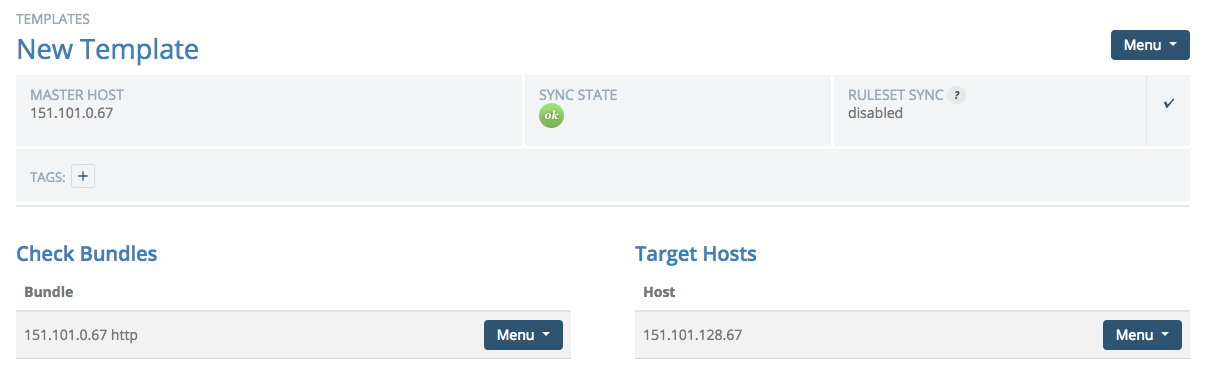 TEMPLATES
New Template
Menu
MASTER HOST
151.101.0.67
SYNC STATE
ok
RULESET SYNC ?
disabled
TAGS: +
Check Bundles
Bundle
151.101.0.67 http
Menu
Target Hosts
Host
151.101.128.67
Menu